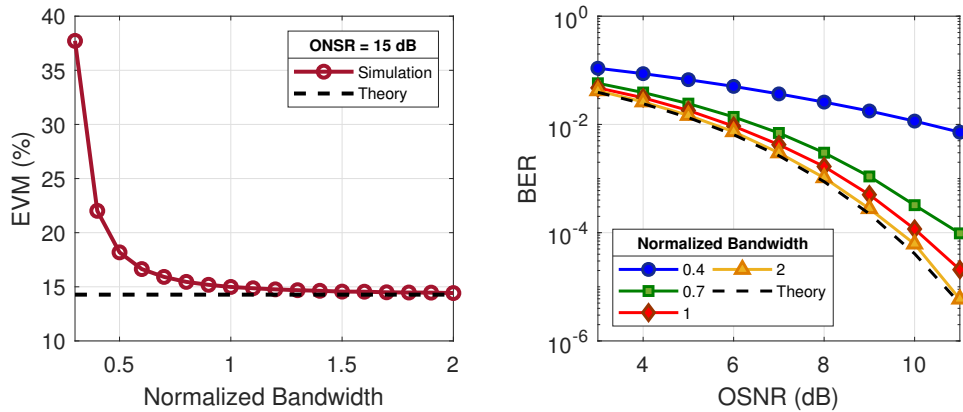 40
35
30
25
20
15
10
EVM (%)
0.5 1 1.5 2
Normalized Bandwidth
ONSR = 15 dB
Simulation
Theory
10^0
10^-2
10^-4
10^-6
BER
4 6 8 10
OSNR (dB)
Normalized Bandwidth
0.4 2
0.7 Theory
1